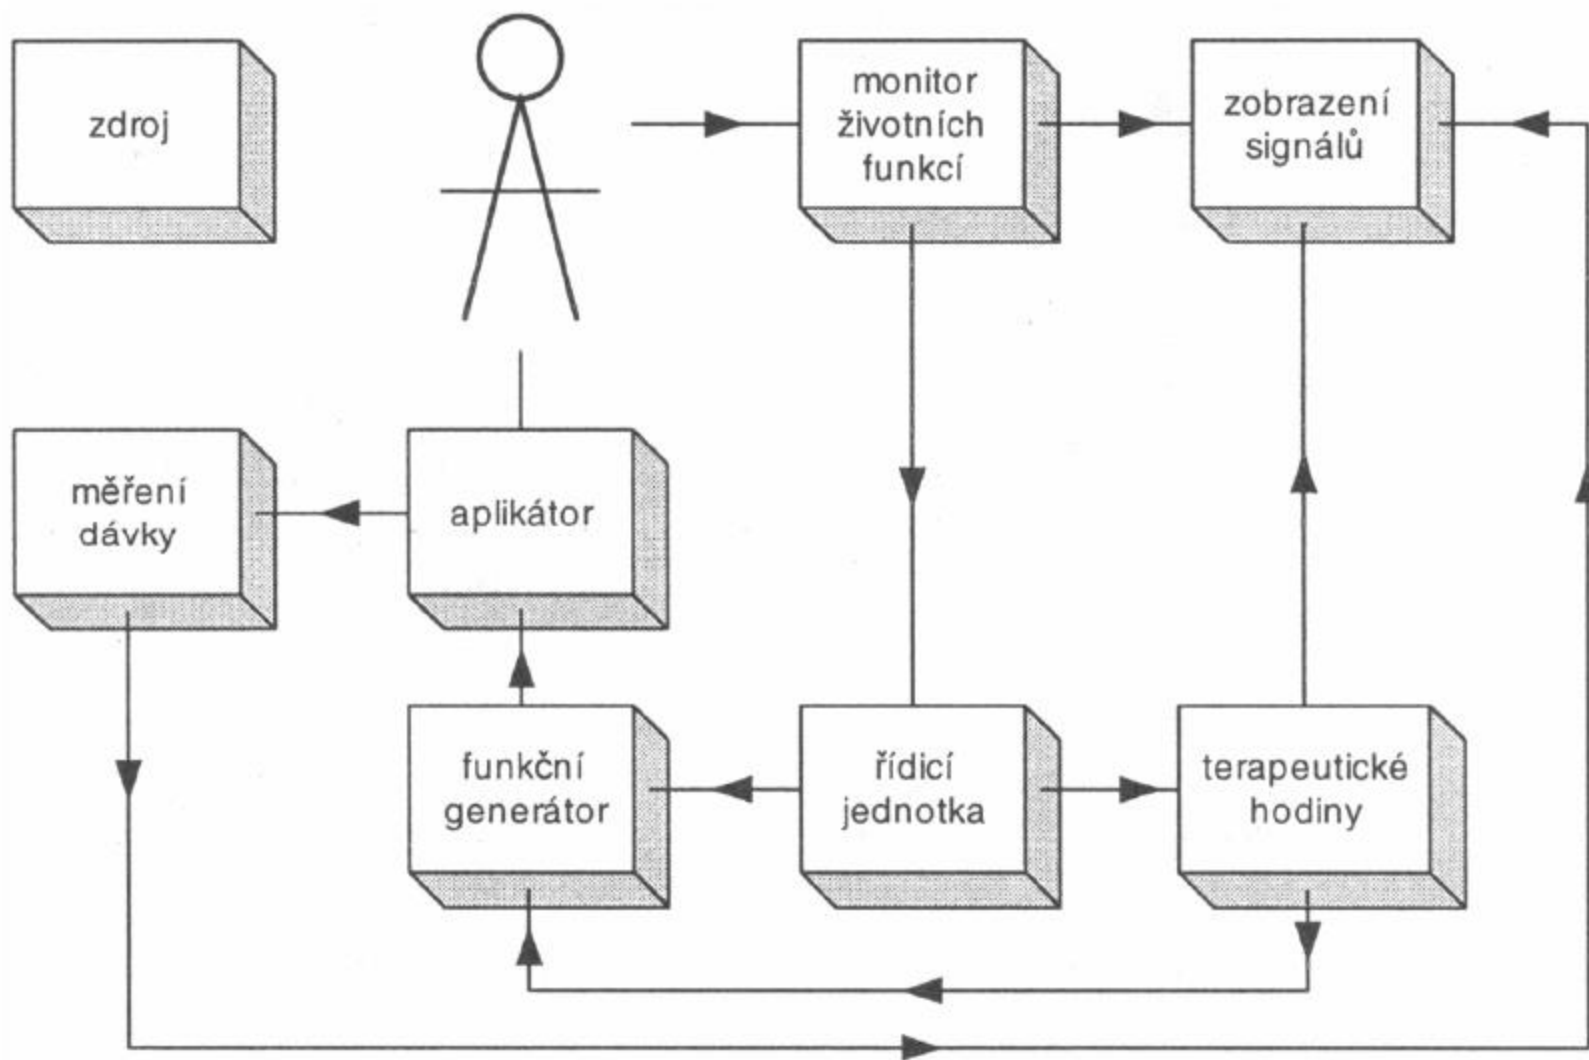 zdroj
monitor
životních
funkcí
zobrazení
signálů
měření
dávky
aplikátor
funkční
generátor
řídicí
jednotka
terapeutické
hodiny